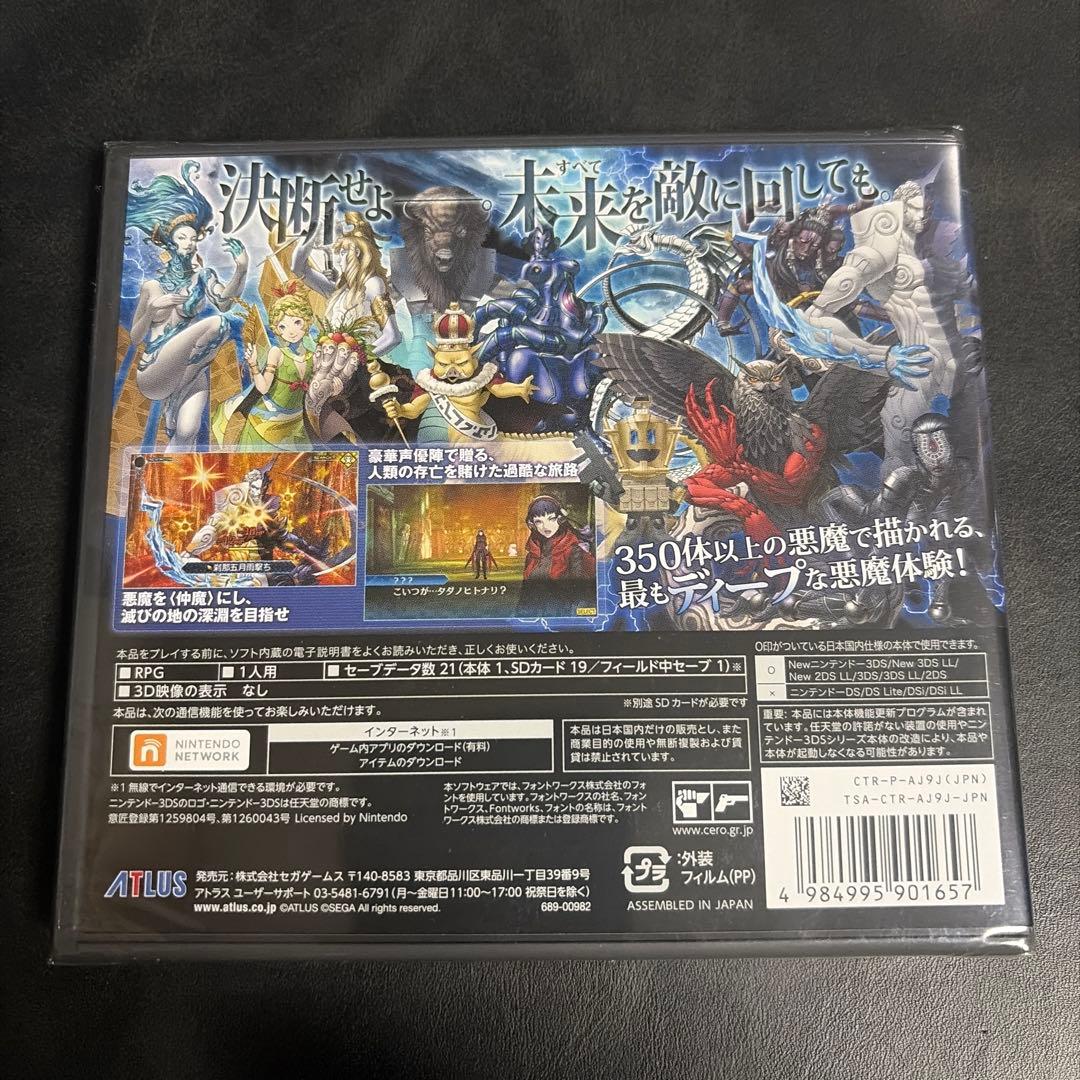 決断せよ――。未来を敵に回しても。
すべて
豪華声優陣で贈る、
人類の存亡を賭けた過酷な旅路
刹那五月雨撃ち
???
こいつが…タダノヒトナリ?
SELECT
悪魔を〈仲魔〉にし、
滅びの地の深淵を目指せ
350体以上の悪魔で描かれる、
最もディープな悪魔体験!
本品をプレイする前に、ソフト内蔵の電子説明書をよくお読みいただき、正しくお使いください。
■RPG ■1人用 ■セーブデータ数 21(本体 1、SDカード 19/フィールド中セーブ 1)※
■3D映像の表示 なし
※別途 SDカードが必要です
本品は、次の通信機能を使ってお楽しみいただけます。
NINTENDO
NETWORK
インターネット※1
ゲーム内アプリのダウンロード(有料)
アイテムのダウンロード
本品は日本国内だけの販売とし、また
商業目的の使用や無断複製および賃
貸は禁止されています。
O印がついている日本国内仕様の本体で使用できます。
O Newニンテンドー3DS/New 3DS LL/
New 2DS LL/3DS/3DS LL/2DS
× ニンテンドーDS/DS Lite/DSi/DSi LL
重要: 本品には本体機能更新プログラムが含まれ
ています。任天堂の許諾がない装置の使用やニン
テンドー3DSシリーズ本体の改造により、本品や
本体が起動しなくなる可能性があります。
※1 無線でインターネット通信できる環境が必要です。
ニンテンドー3DSのロゴ・ニンテンドー3DSは任天堂の商標です。
意匠登録第1259804号、第1260043号 Licensed by Nintendo
本ソフトウェアでは、フォントワークス株式会社のフォ
ントを使用しています。フォントワークスの社名、フォン
トワークス、Fontworks、フォントの名称は、フォント
ワークス株式会社の商標または登録商標です。
www.cero.gr.jp
CTR-P-AJ9J(JPN)
TSA-CTR-AJ9J-JPN
4 984995 901657
ATLUS
発売元: 株式会社セガゲームス 〒140-8583 東京都品川区東品川一丁目39番9号
アトラス ユーザーサポート 03-5481-6791(月~金曜日11:00~17:00 祝祭日を除く)
www.atlus.co.jp ©ATLUS ©SEGA All rights reserved.
689-00982
プラ
:外装
フィルム(PP)
ASSEMBLED IN JAPAN